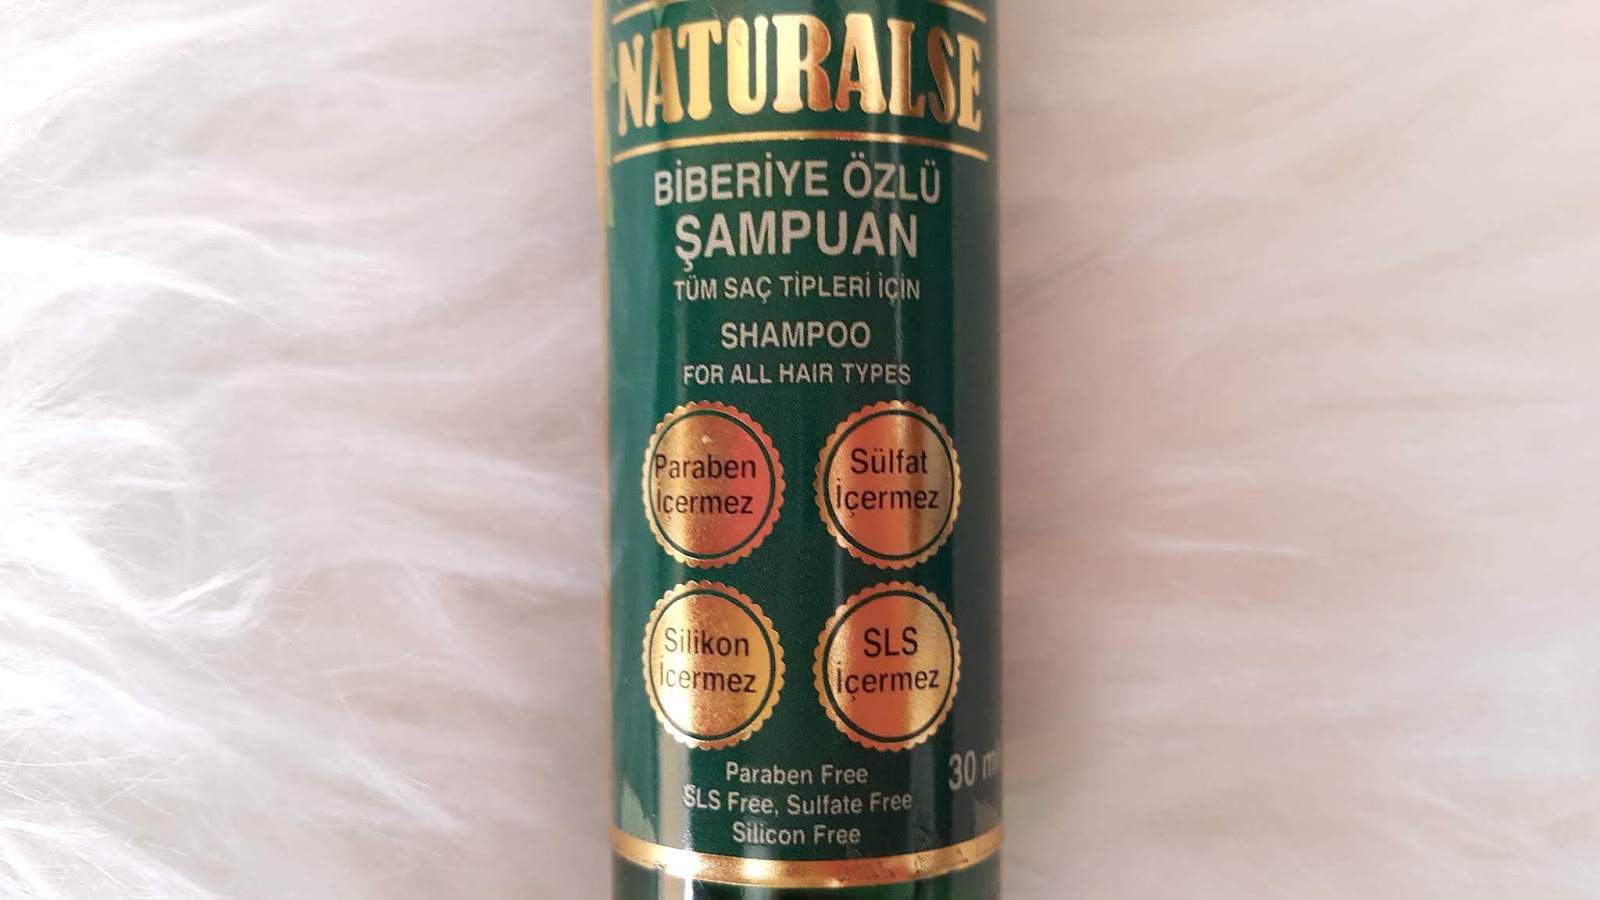 NATURALSE
BİBERİYE ÖZLÜ
ŞAMPUAN
TÜM SAÇ TİPLERİ İÇİN
SHAMPOO
FOR ALL HAIR TYPES
Paraben
İçermez
Sülfat
İçermez
Silikon
İçermez
SLS
İçermez
30 ml
Paraben Free
SLS Free, Sulfate Free
Silicon Free